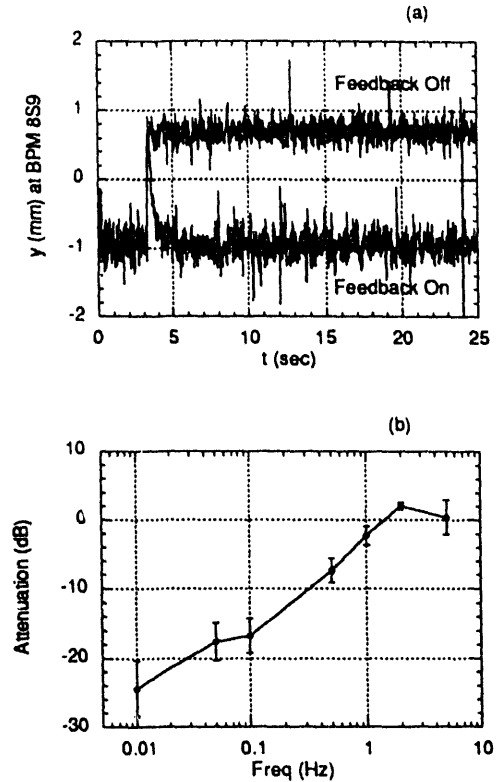 (a)
2
1
0
-1
-2
y (mm) at BPM 8S9
Feedback Off
Feedback On
0 5 10 15 20 25
t (sec)
(b)
10
0
-10
-20
-30
Attenuation (dB)
0.01 0.1 1 10
Freq (Hz)